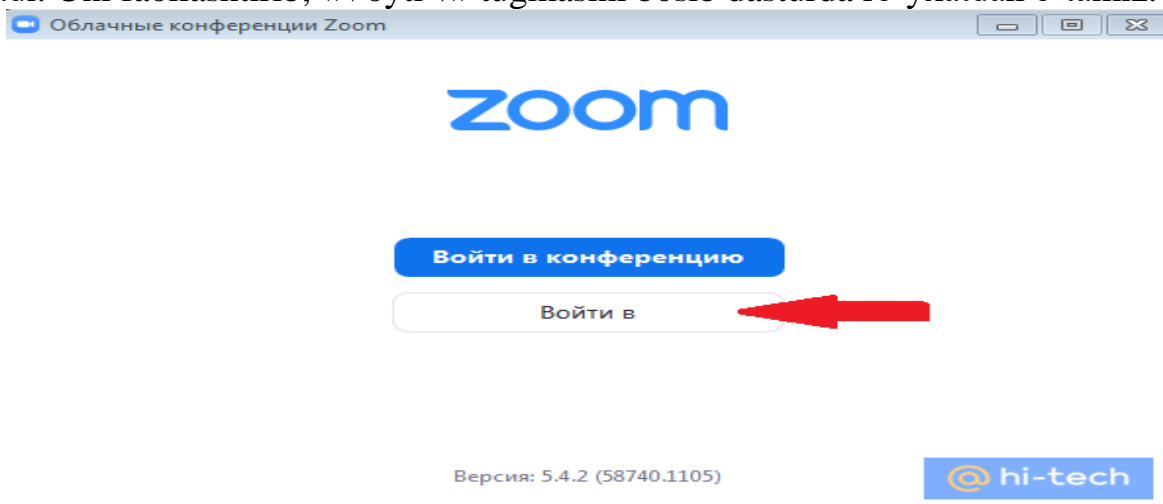 Облачные конференции Zoom
zoom
Войти в конференцию
Войти в
Версия: 5.4.2 (58740.1105)
@ hi-tech